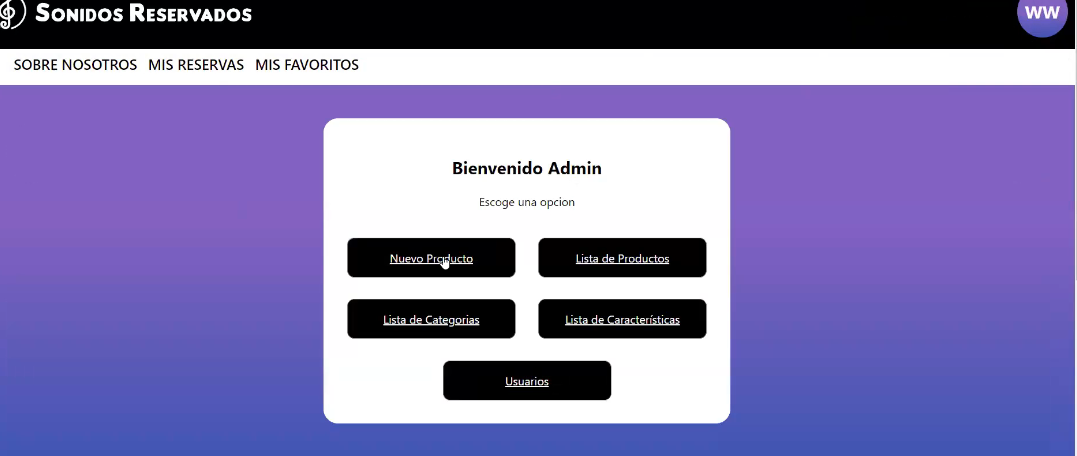 SONIDOS RESERVADOS
WW
SOBRE NOSOTROS MIS RESERVAS MIS FAVORITOS
Bienvenido Admin
Escoge una opcion
Nuevo Producto Lista de Productos
Lista de Categorias Lista de Características
Usuarios